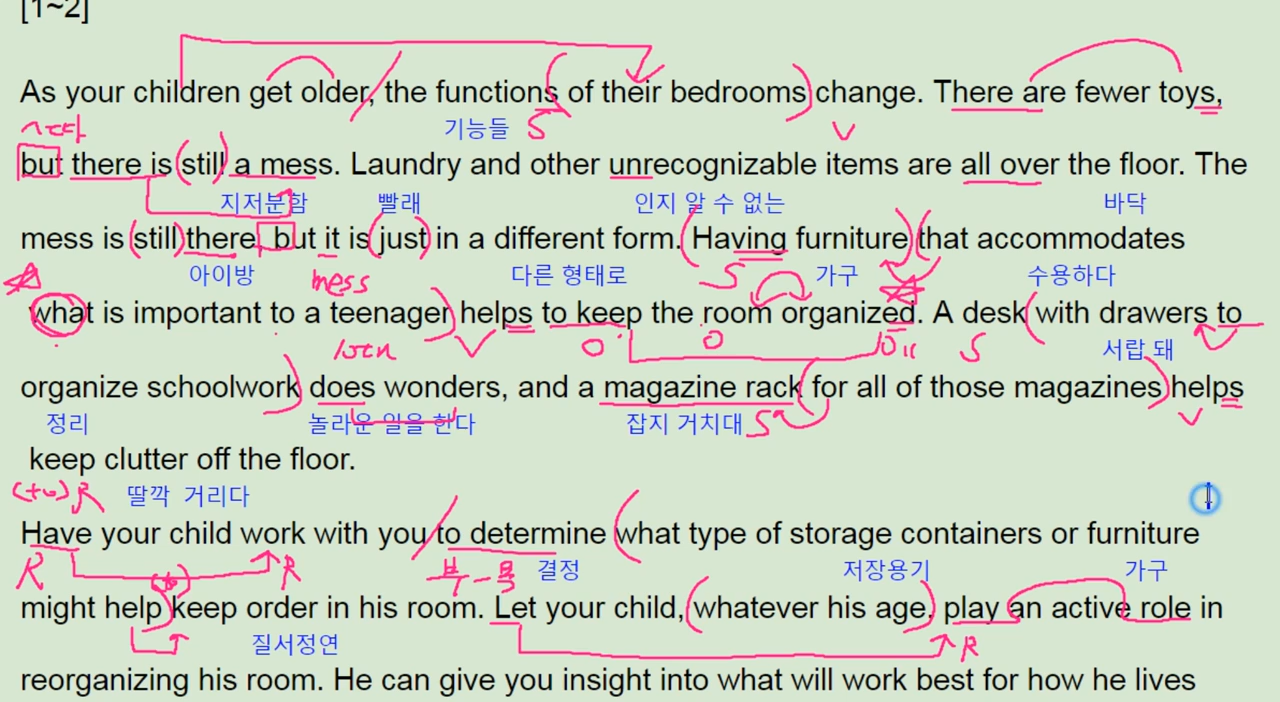 [1~2]
As your children get older, the functions of their bedrooms change. There are fewer toys,
기능들 S V
but there is still a mess. Laundry and other unrecognizable items are all over the floor. The
지저분함 빨래 인지 알 수 없는 바닥
mess is still there, but it is just in a different form. Having furniture that accommodates
아이방 mess 다른 형태로 S 가구 수용하다
what is important to a teenager helps to keep the room organized. A desk with drawers to
V O O S 서랍 돼
organize schoolwork does wonders, and a magazine rack for all of those magazines helps
정리 놀라운 일을 한다 잡지 거치대 S V
keep clutter off the floor.
(to) R 딸깍 거리다
Have your child work with you to determine what type of storage containers or furniture
R (to) R 부-목 결정 저장용기 가구
might help keep order in his room. Let your child, whatever his age, play an active role in
질서정연 R
reorganizing his room. He can give you insight into what will work best for how he lives